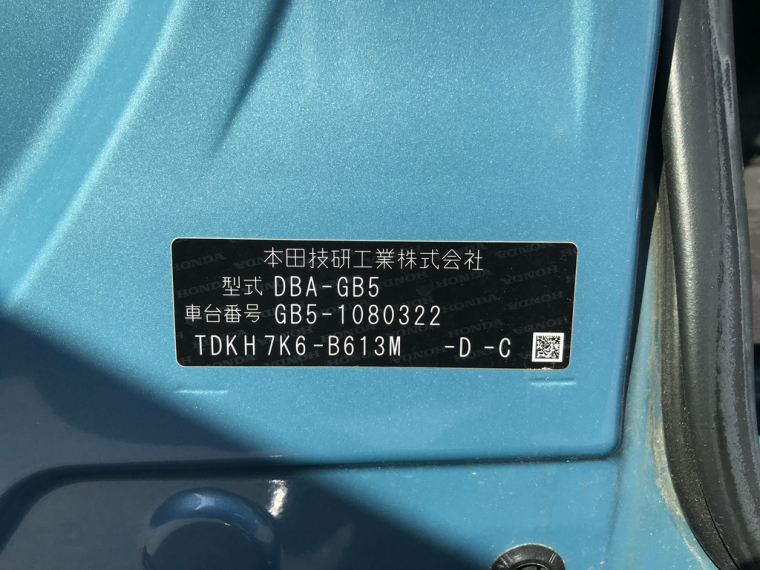 本田技研工業株式会社
型式 DBA-GB5
車台番号 GB5-1080322
TDKH7K6-B613M -D -C